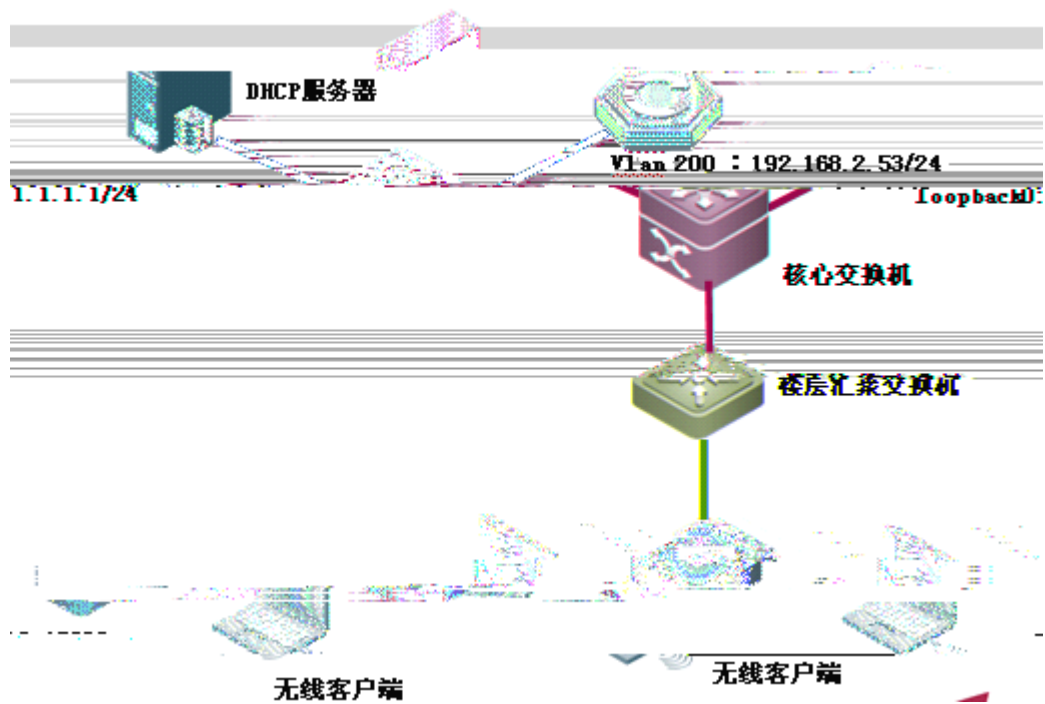 DHCP服务器
Vlan 200 : 192.168.2.53/24
1.1.1.1/24
loopback0:
核心交换机
楼层汇聚交换机
无线客户端
无线客户端